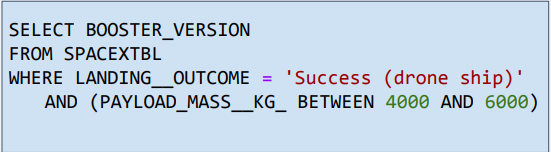 SELECT BOOSTER_VERSION
FROM SPACEXTBL
WHERE LANDING__OUTCOME = 'Success (drone ship)'
AND (PAYLOAD_MASS__KG_ BETWEEN 4000 AND 6000)